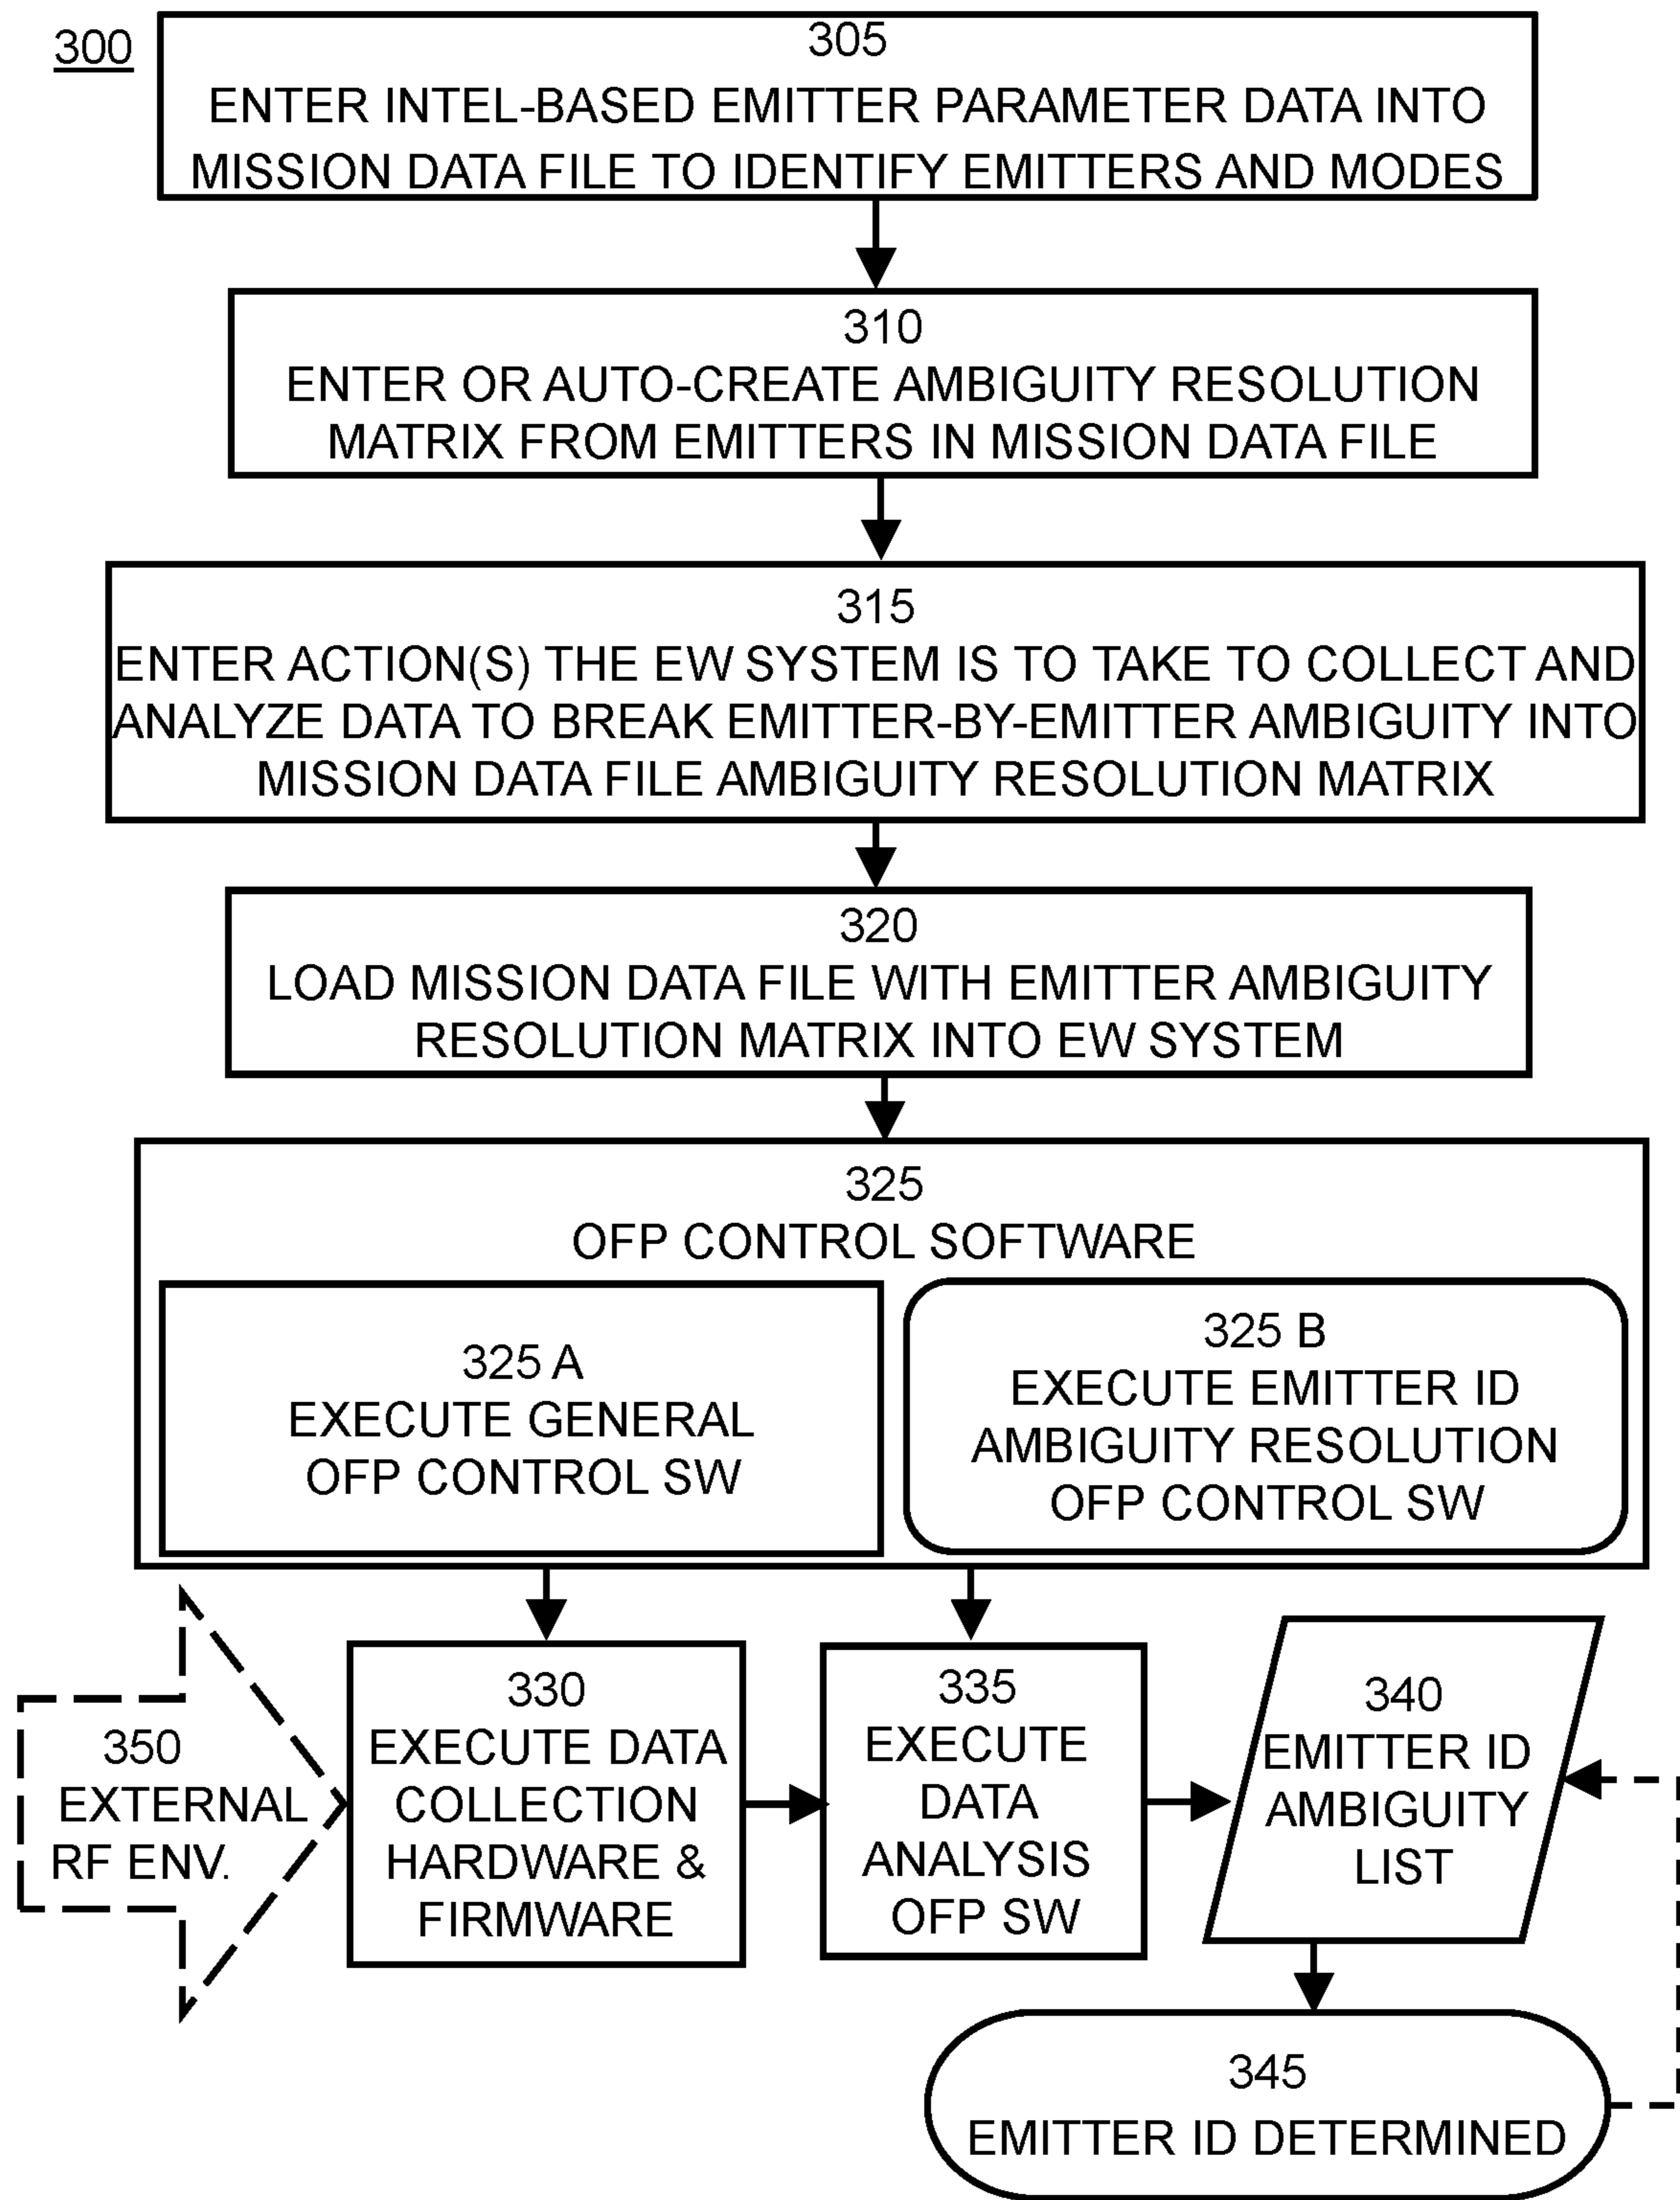 300
305
ENTER INTEL-BASED EMITTER PARAMETER DATA INTO
MISSION DATA FILE TO IDENTIFY EMITTERS AND MODES
310
ENTER OR AUTO-CREATE AMBIGUITY RESOLUTION
MATRIX FROM EMITTERS IN MISSION DATA FILE
315
ENTER ACTION(S) THE EW SYSTEM IS TO TAKE TO COLLECT AND
ANALYZE DATA TO BREAK EMITTER-BY-EMITTER AMBIGUITY INTO
MISSION DATA FILE AMBIGUITY RESOLUTION MATRIX
320
LOAD MISSION DATA FILE WITH EMITTER AMBIGUITY
RESOLUTION MATRIX INTO EW SYSTEM
325
OFP CONTROL SOFTWARE
325 A
EXECUTE GENERAL
OFP CONTROL SW
325 B
EXECUTE EMITTER ID
AMBIGUITY RESOLUTION
OFP CONTROL SW
350
EXTERNAL
RF ENV.
330
EXECUTE DATA
COLLECTION
HARDWARE &
FIRMWARE
335
EXECUTE
DATA
ANALYSIS
OFP SW
340
EMITTER ID
AMBIGUITY
LIST
345
EMITTER ID DETERMINED